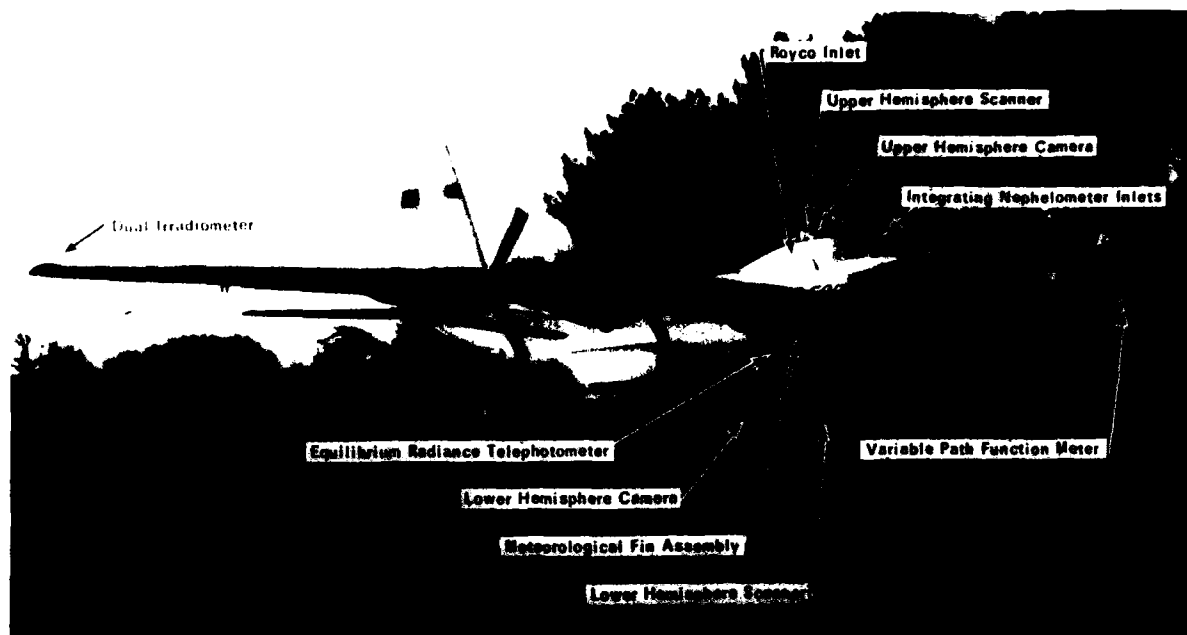 Royco Inlet
Upper Hemisphere Scanner
Upper Hemisphere Camera
Integrating Nephelometer Inlets
Dual Irradiometer
Equilibrium Radiance Telephotometer
Variable Path Function Meter
Lower Hemisphere Camera
Meteorological Fin Assembly
Lower Hemisphere Scanner